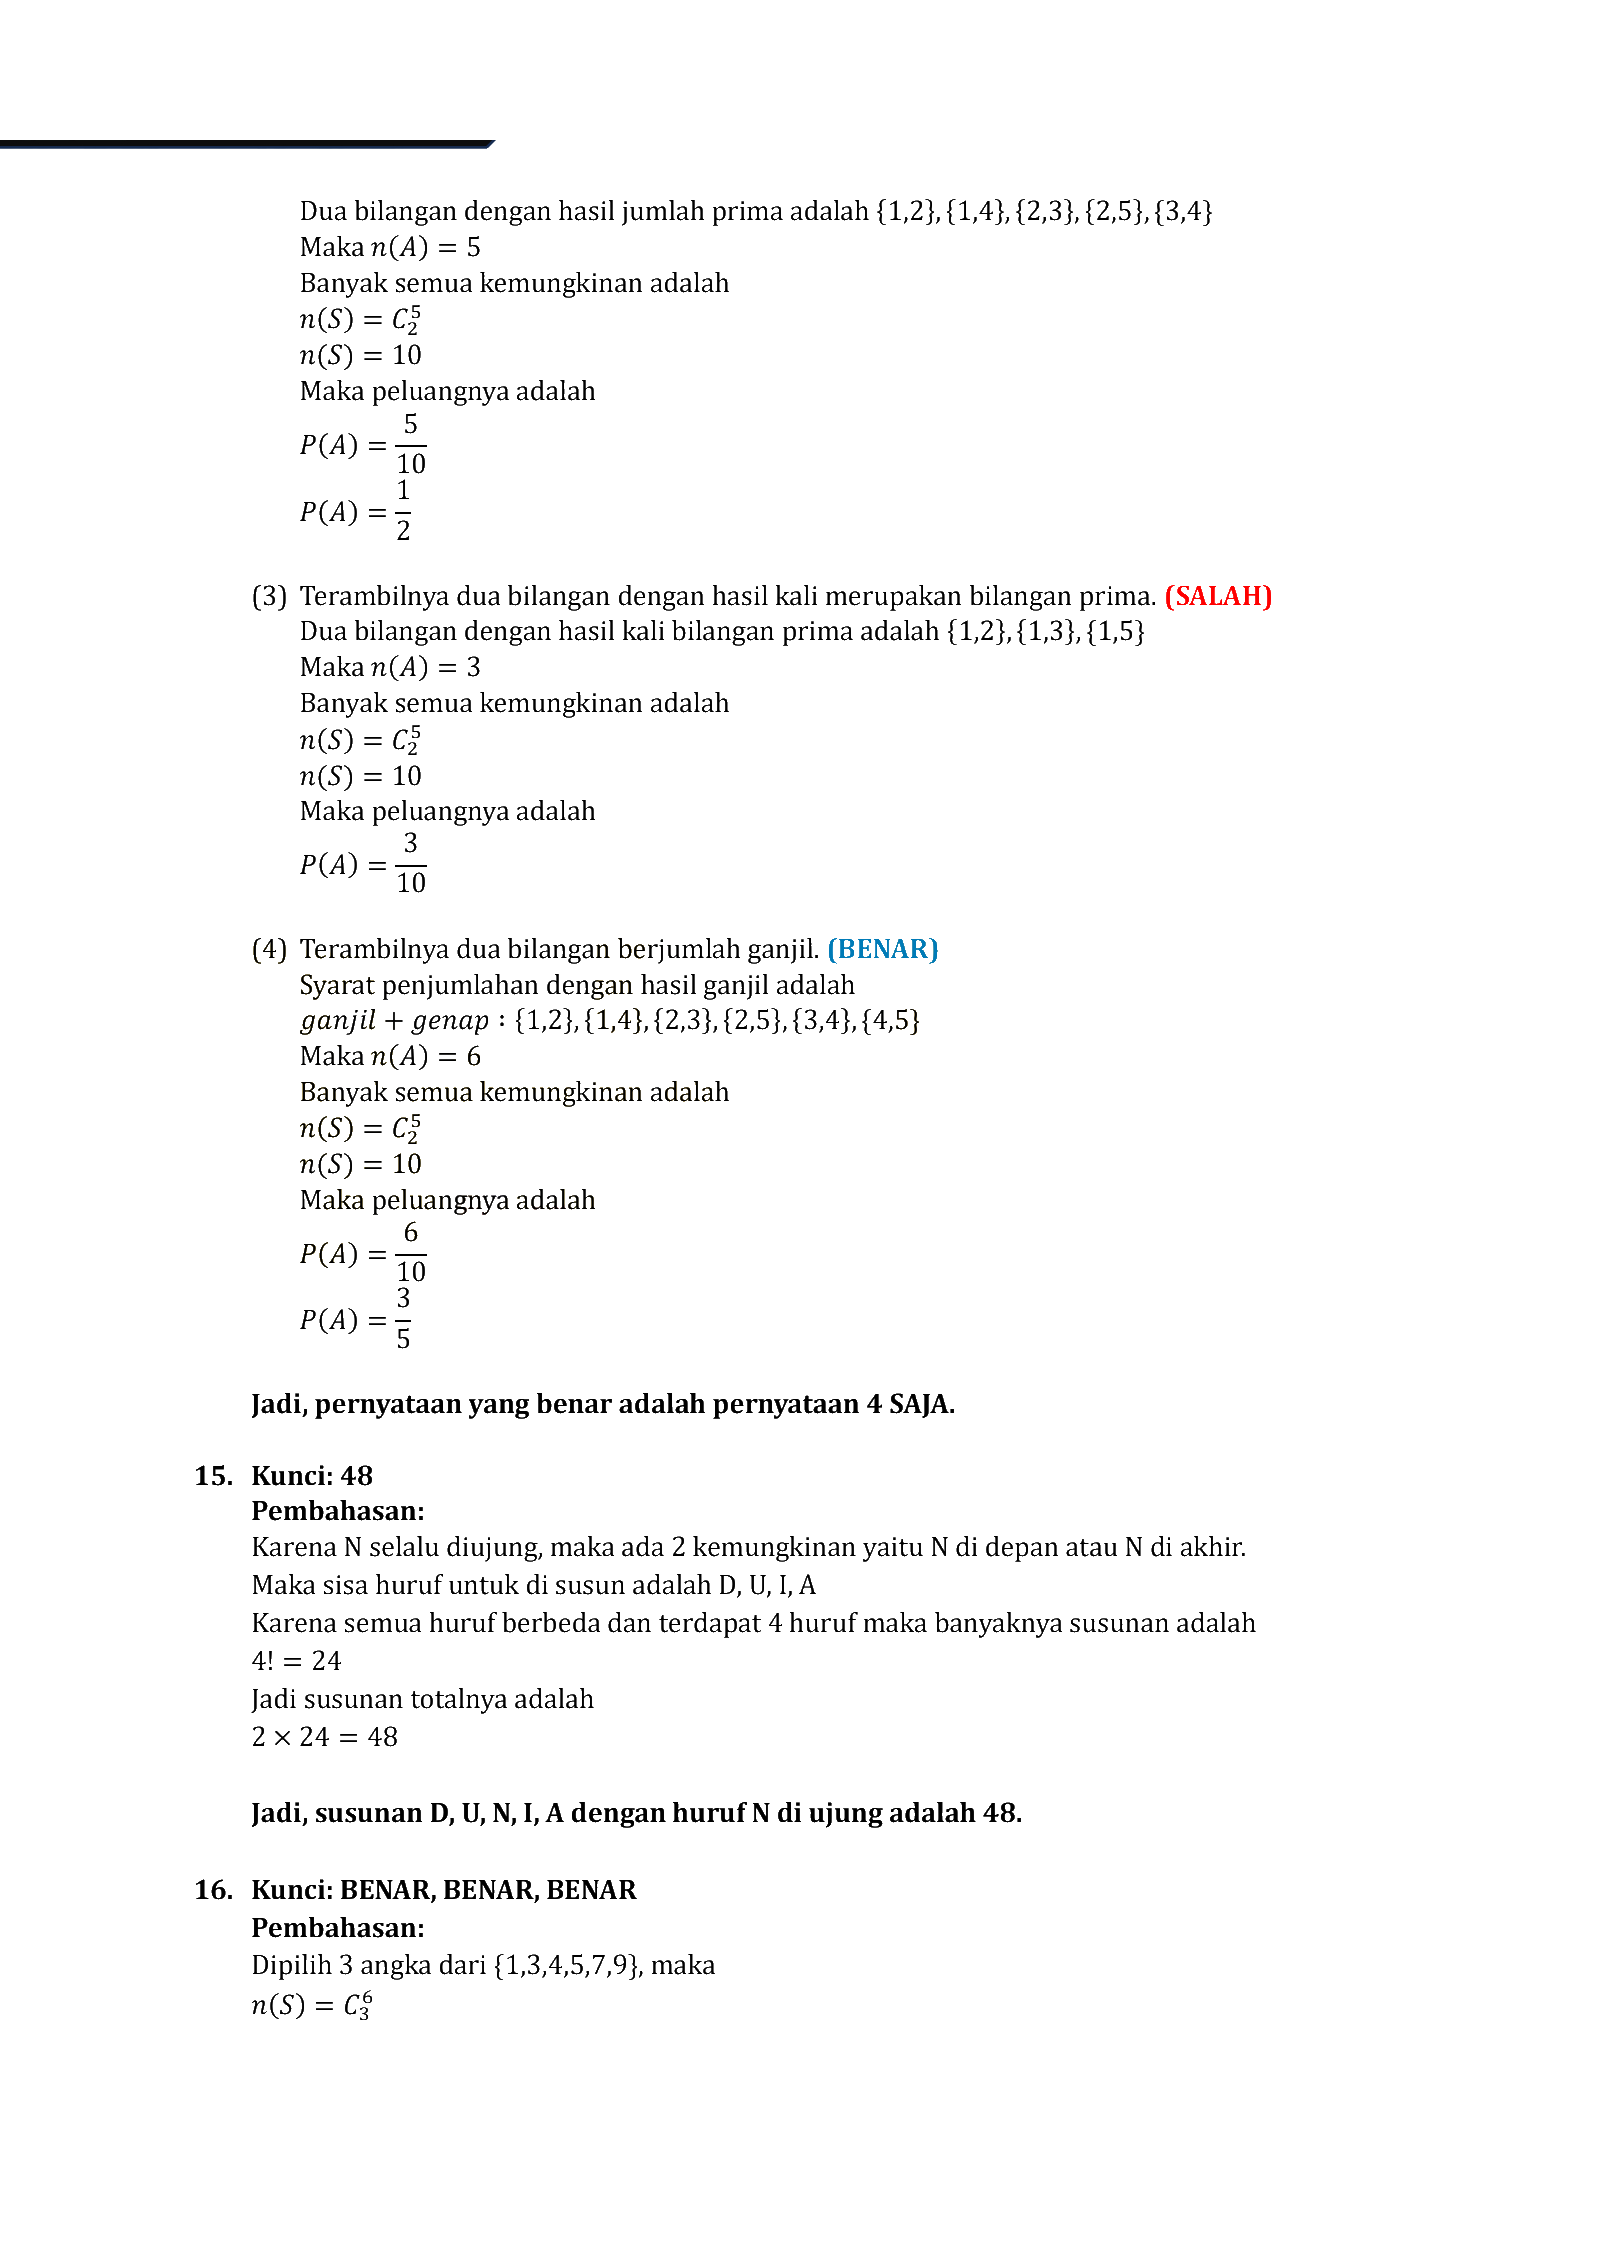 Dua bilangan dengan hasil jumlah prima adalah {1,2}, {1,4}, {2,3}, {2,5}, {3,4}
Maka n(A) = 5
Banyak semua kemungkinan adalah
n(S) = C₂⁵
n(S) = 10
Maka peluangnya adalah
P(A) = 5/10
P(A) = 1/2
(3) Terambilnya dua bilangan dengan hasil kali merupakan bilangan prima. (SALAH)
Dua bilangan dengan hasil kali bilangan prima adalah {1,2}, {1,3}, {1,5}
Maka n(A) = 3
Banyak semua kemungkinan adalah
n(S) = C₂⁵
n(S) = 10
Maka peluangnya adalah
P(A) = 3/10
(4) Terambilnya dua bilangan berjumlah ganjil. (BENAR)
Syarat penjumlahan dengan hasil ganjil adalah
ganjil + genap : {1,2}, {1,4}, {2,3}, {2,5}, {3,4}, {4,5}
Maka n(A) = 6
Banyak semua kemungkinan adalah
n(S) = C₂⁵
n(S) = 10
Maka peluangnya adalah
P(A) = 6/10
P(A) = 3/5
Jadi, pernyataan yang benar adalah pernyataan 4 SAJA.
15. Kunci: 48
Pembahasan:
Karena N selalu diujung, maka ada 2 kemungkinan yaitu N di depan atau N di akhir.
Maka sisa huruf untuk di susun adalah D, U, I, A
Karena semua huruf berbeda dan terdapat 4 huruf maka banyaknya susunan adalah
4! = 24
Jadi susunan totalnya adalah
2 × 24 = 48
Jadi, susunan D, U, N, I, A dengan huruf N di ujung adalah 48.
16. Kunci: BENAR, BENAR, BENAR
Pembahasan:
Dipilih 3 angka dari {1,3,4,5,7,9}, maka
n(S) = C₃⁶